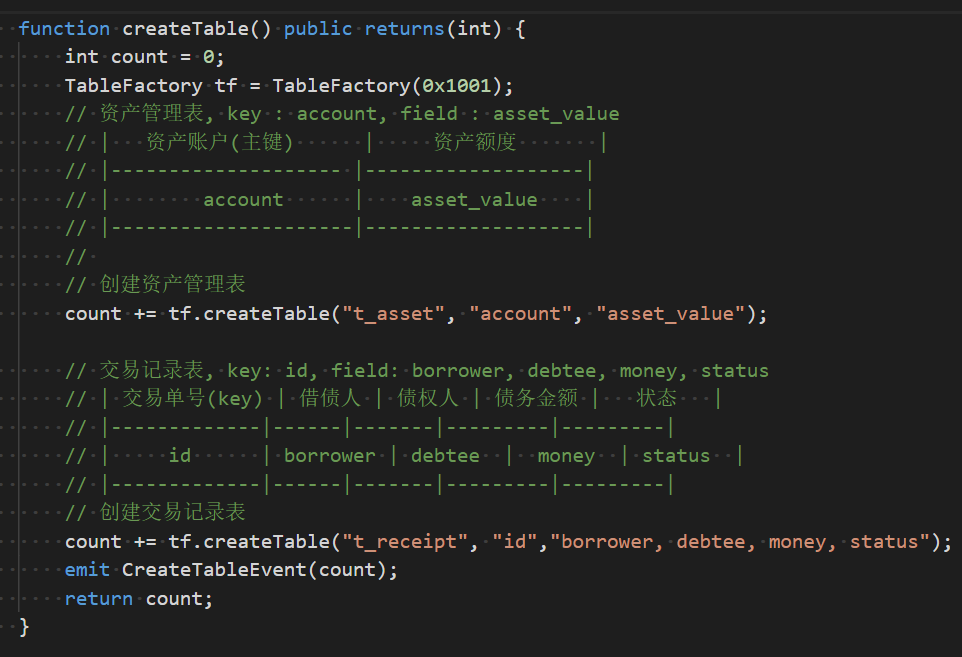 function createTable() public returns(int) {
int count = 0;
TableFactory tf = TableFactory(0x1001);
// 资产管理表, key : account, field : asset_value
// |   资产账户(主键)      |     资产额度       |
// |-------------------- |-------------------|
// |        account      |    asset_value    |
// |---------------------|-------------------|
//
// 创建资产管理表
count += tf.createTable("t_asset", "account", "asset_value");
// 交易记录表, key: id, field: borrower, debtee, money, status
// | 交易单号(key) | 借债人 | 债权人 | 债务金额 |   状态   |
// |-------------|------|-------|---------|---------|
// |     id      | borrower | debtee  |  money  | status  |
// |-------------|------|-------|---------|---------|
// 创建交易记录表
count += tf.createTable("t_receipt", "id","borrower, debtee, money, status");
emit CreateTableEvent(count);
return count;
}